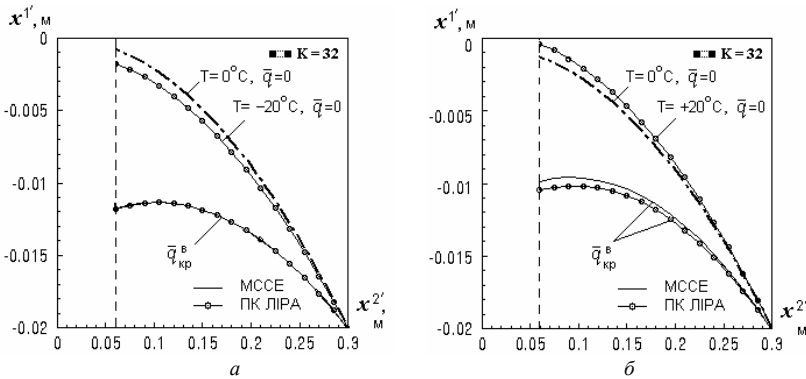 x¹′, м
0
-0.005
-0.01
-0.015
-0.02
K = 32
T= 0°C, q̅=0
T= −20°C, q̅=0
q̅ᵛкр
МССЕ
ПК ЛІРА
x²′, м
0 0.05 0.1 0.15 0.2 0.25 0.3
а
x¹′, м
0
-0.005
-0.01
-0.015
-0.02
K = 32
T= 0°C, q̅=0
T= +20°C, q̅=0
q̅ᵛкр
МССЕ
ПК ЛІРА
x²′, м
0 0.05 0.1 0.15 0.2 0.25 0.3
б